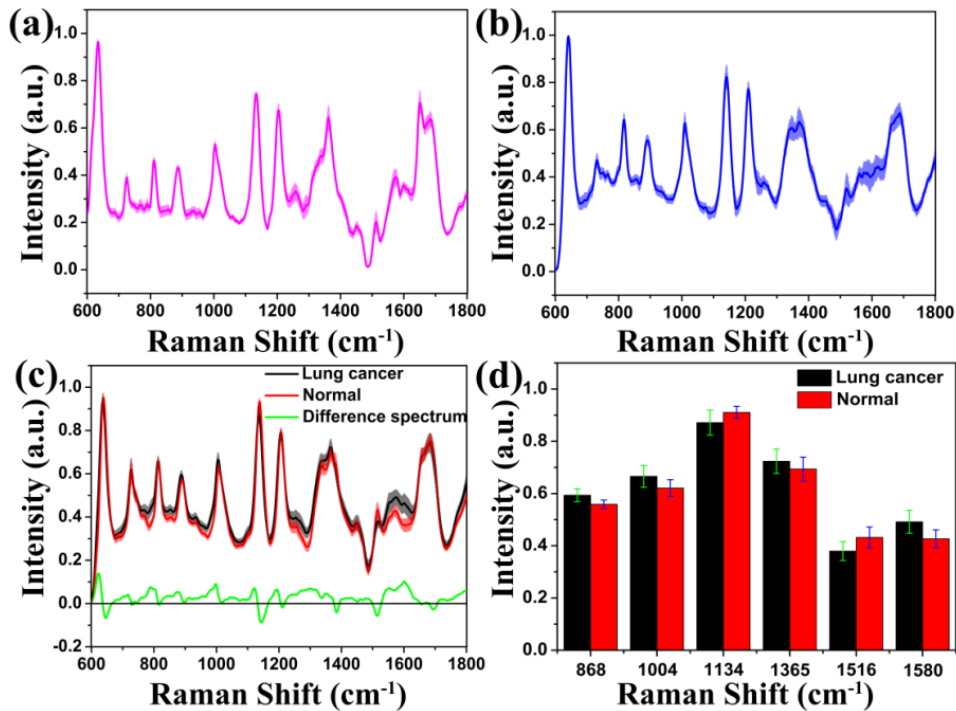 (a)
1.0
0.8
0.6
0.4
0.2
0.0
Intensity (a.u.)
600 800 1000 1200 1400 1600 1800
Raman Shift (cm⁻¹)
(b)
1.0
0.8
0.6
0.4
0.2
0.0
Intensity (a.u.)
600 800 1000 1200 1400 1600 1800
Raman Shift (cm⁻¹)
(c)
Lung cancer
Normal
Difference spectrum
1.0
0.8
0.6
0.4
0.2
0.0
-0.2
Intensity (a.u.)
600 800 1000 1200 1400 1600 1800
Raman Shift (cm⁻¹)
(d)
Lung cancer
Normal
1.0
0.8
0.6
0.4
0.2
0.0
Intensity (a.u.)
868 1004 1134 1365 1516 1580
Raman Shift (cm⁻¹)